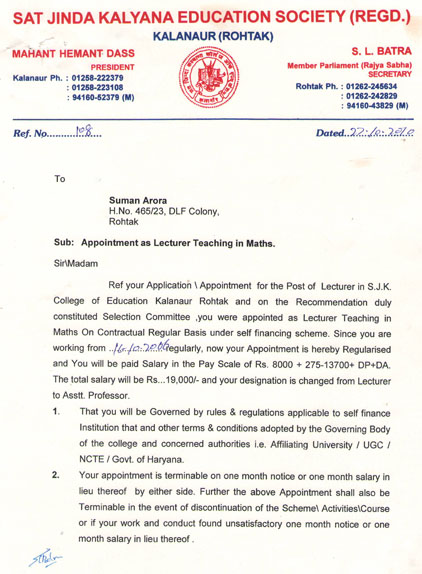 SAT JINDA KALYANA EDUCATION SOCIETY (REGD.)
KALANAUR (ROHTAK)
MAHANT HEMANT DASS
PRESIDENT
Kalanaur Ph. : 01258-222379
: 01258-223108
: 94160-52379 (M)
S. L. BATRA
Member Parliament (Rajya Sabha)
SECRETARY
Rohtak Ph. : 01262-245634
: 01262-242829
: 94160-43829 (M)
Ref. No..........108
Dated..22-10-2010
To
Suman Arora
H.No. 465/23, DLF Colony,
Rohtak
Sub: Appointment as Lecturer Teaching in Maths.
Sir\Madam
Ref your Application \ Appointment for the Post of Lecturer in S.J.K.
College of Education Kalanaur Rohtak and on the Recommendation duly
constituted Selection Committee ,you were appointed as Lecturer Teaching in
Maths On Contractual Regular Basis under self financing scheme. Since you are
working from ..16.10.2006 regularly, now your Appointment is hereby Regularised
and You will be paid Salary in the Pay Scale of Rs. 8000 + 275-13700+ DP+DA.
The total salary will be Rs...19,000/- and your designation is changed from Lecturer
to Asstt. Professor.
1. That you will be Governed by rules & regulations applicable to self finance
Institution that and other terms & conditions adopted by the Governing Body
of the college and concerned authorities i.e. Affiliating University / UGC /
NCTE / Govt. of Haryana.
2. Your appointment is terminable on one month notice or one month salary in
lieu thereof by either side. Further the above Appointment shall also be
Terminable in the event of discontinuation of the Scheme\ Activities\Course
or if your work and conduct found unsatisfactory one month notice or one
month salary in lieu thereof .